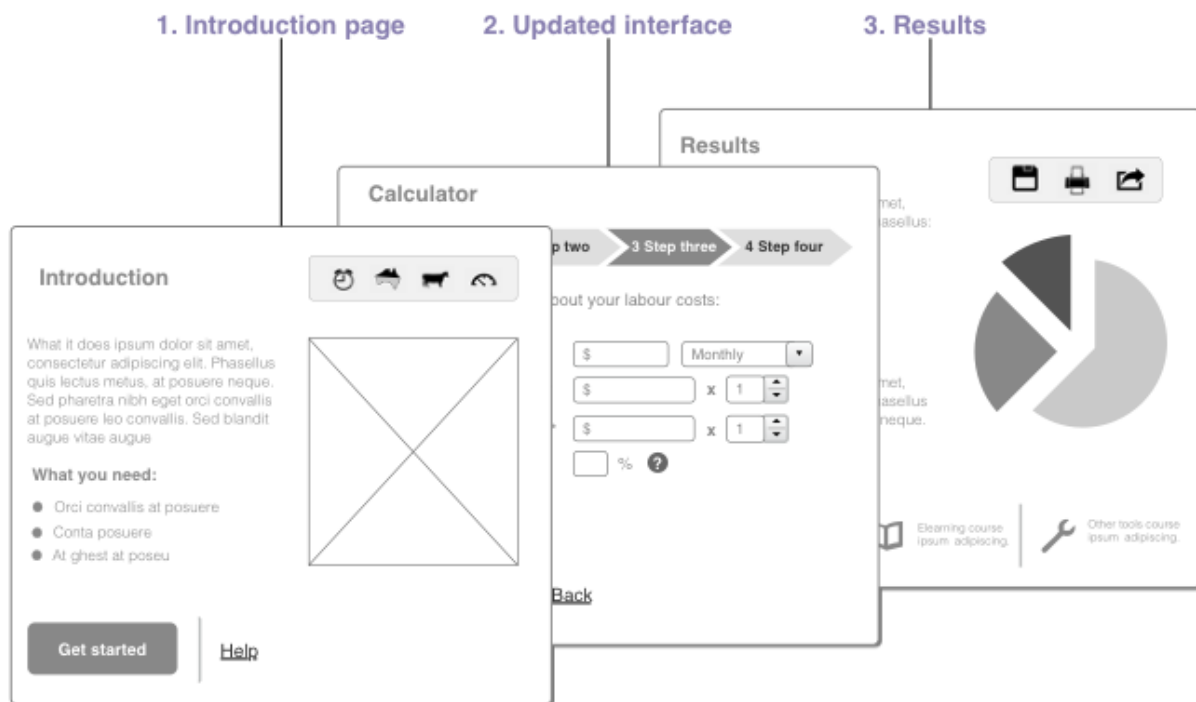 1. Introduction page
2. Updated interface
3. Results
Introduction
What it does ipsum dolor sit amet,
consectetur adipiscing elit. Phasellus
quis lectus metus, at posuere neque.
Sed pharetra nibh eget orci convallis
at posuere leo convallis. Sed blandit
augue vitae augue
What you need:
Orci convallis at posuere
Conta posuere
At ghest at poseu
Get started
Help
Calculator
p two
3 Step three
4 Step four
bout your labour costs:
$
Monthly
$
x
1
*
$
x
1
%
?
Back
Results
met,
hasellus:
met,
hasellus
neque.
Elearning course
ipsum adipiscing.
Other tools course
ipsum adipiscing.